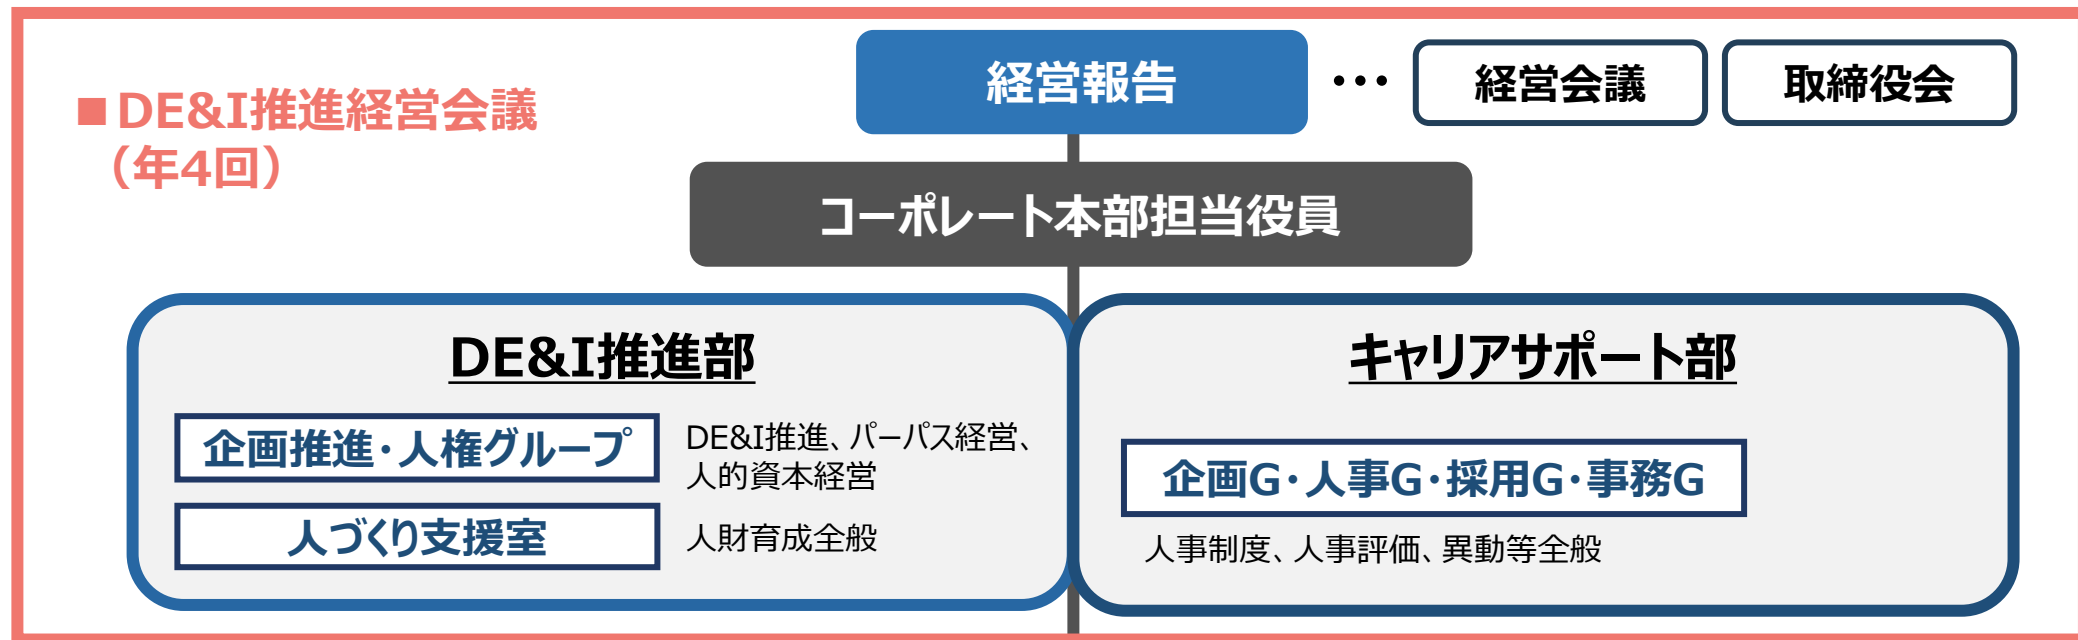 ■DE&I推進経営会議
（年4回）
経営報告
・・・
経営会議
取締役会
コーポレート本部担当役員
DE&I推進部
企画推進・人権グループ
DE&I推進、パーパス経営、
人的資本経営
人づくり支援室
人財育成全般
キャリアサポート部
企画G・人事G・採用G・事務G
人事制度、人事評価、異動等全般